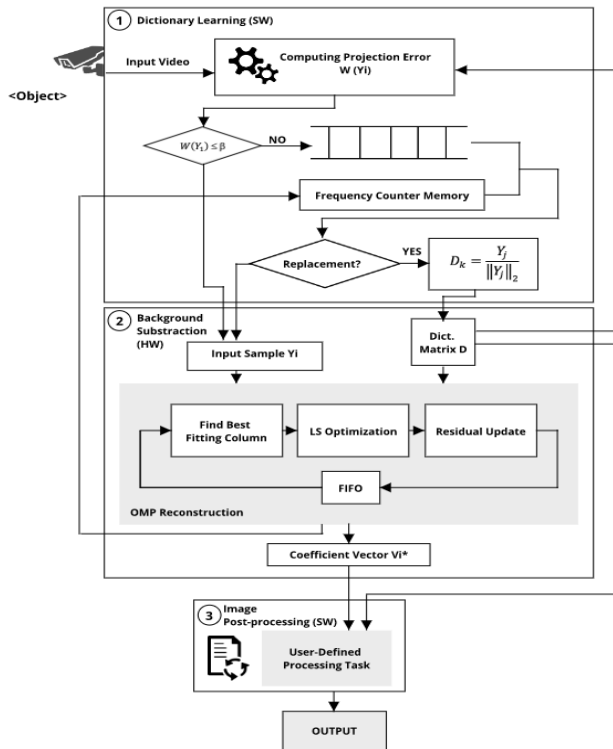 1 Dictionary Learning (SW)
Input Video
Computing Projection Error
W (Yi)
<Object>
W(Y₁) ≤ β
NO
Frequency Counter Memory
Replacement?
YES
Dₖ = Yⱼ / ‖Yⱼ‖₂
2 Background
Substraction
(HW)
Input Sample Yi
Dict.
Matrix D
Find Best
Fitting Column
LS Optimization
Residual Update
FIFO
OMP Reconstruction
Coefficient Vector Vi*
3 Image
Post-processing (SW)
User-Defined
Processing Task
OUTPUT